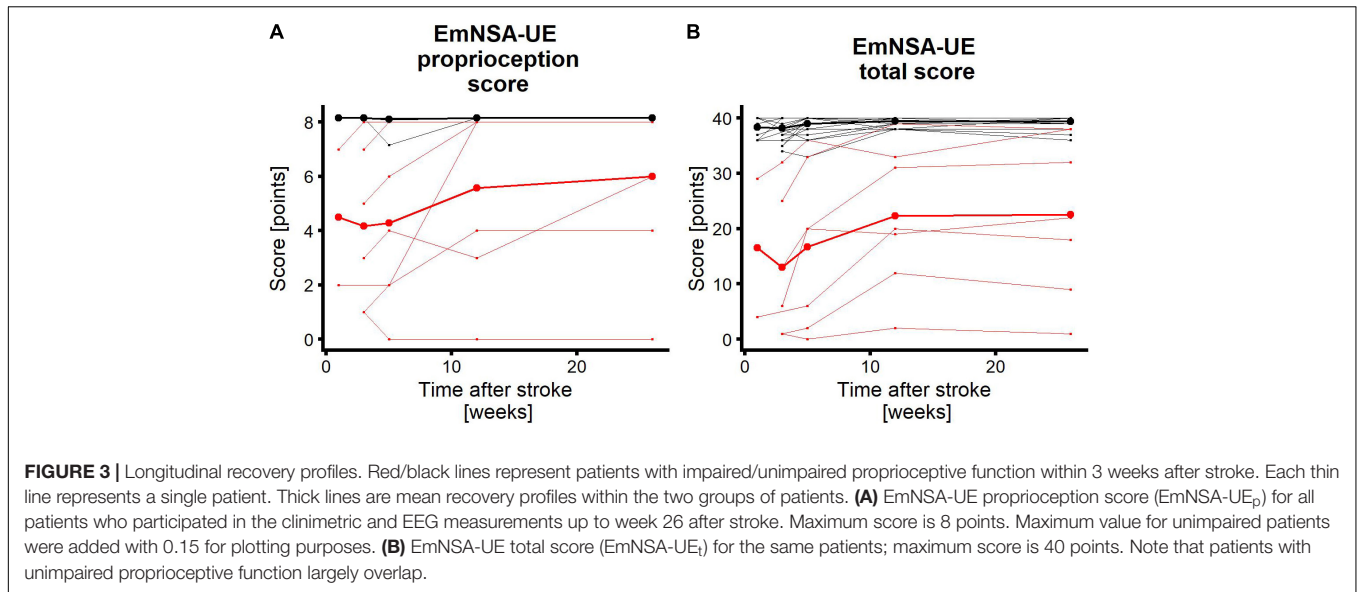 A
EmNSA-UE
proprioception
score
Score [points]
8
6
4
2
0
0
10
20
Time after stroke
[weeks]
B
EmNSA-UE
total score
Score [points]
40
30
20
10
0
0
10
20
Time after stroke
[weeks]
FIGURE 3 | Longitudinal recovery profiles. Red/black lines represent patients with impaired/unimpaired proprioceptive function within 3 weeks after stroke. Each thin
line represents a single patient. Thick lines are mean recovery profiles within the two groups of patients. (A) EmNSA-UE proprioception score (EmNSA-UEp) for all
patients who participated in the clinimetric and EEG measurements up to week 26 after stroke. Maximum score is 8 points. Maximum value for unimpaired patients
were added with 0.15 for plotting purposes. (B) EmNSA-UE total score (EmNSA-UEt) for the same patients; maximum score is 40 points. Note that patients with
unimpaired proprioceptive function largely overlap.